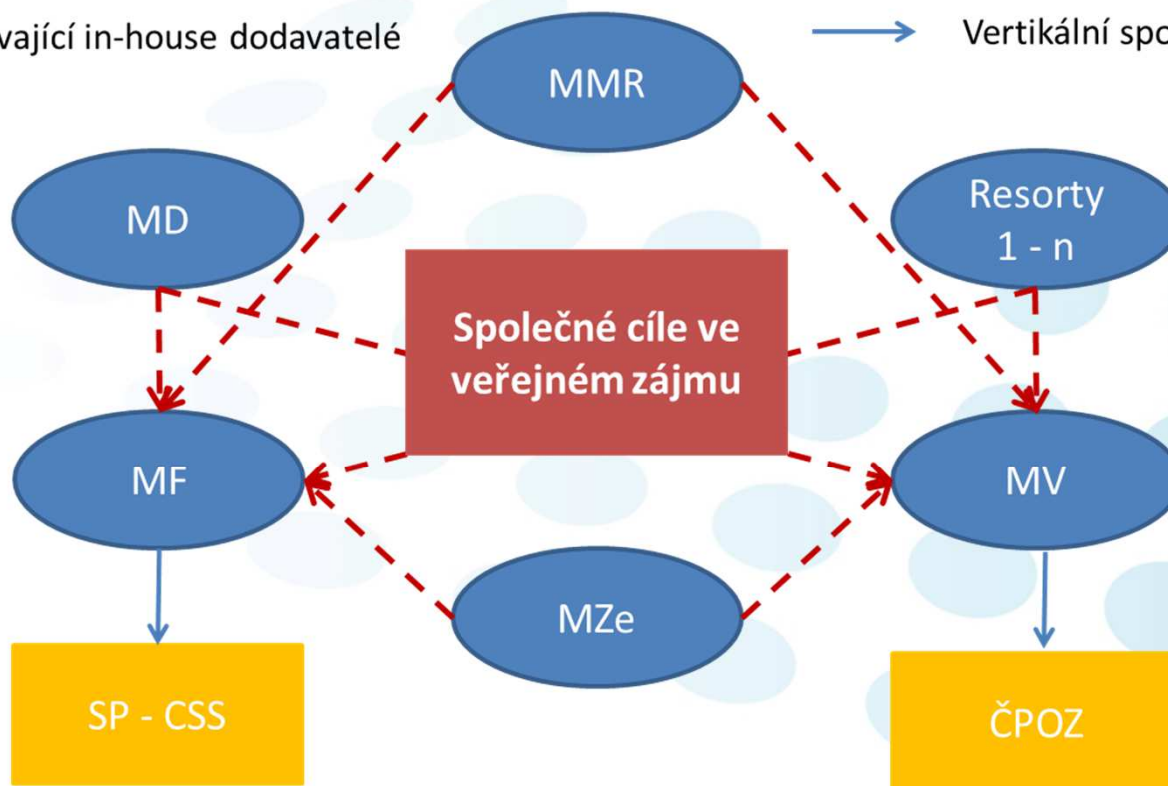 vající in-house dodavatelé
Vertikální spo
MMR
MD
Resorty
1 - n
Společné cíle ve
veřejném zájmu
MF
MV
MZe
SP - CSS
ČPOZ